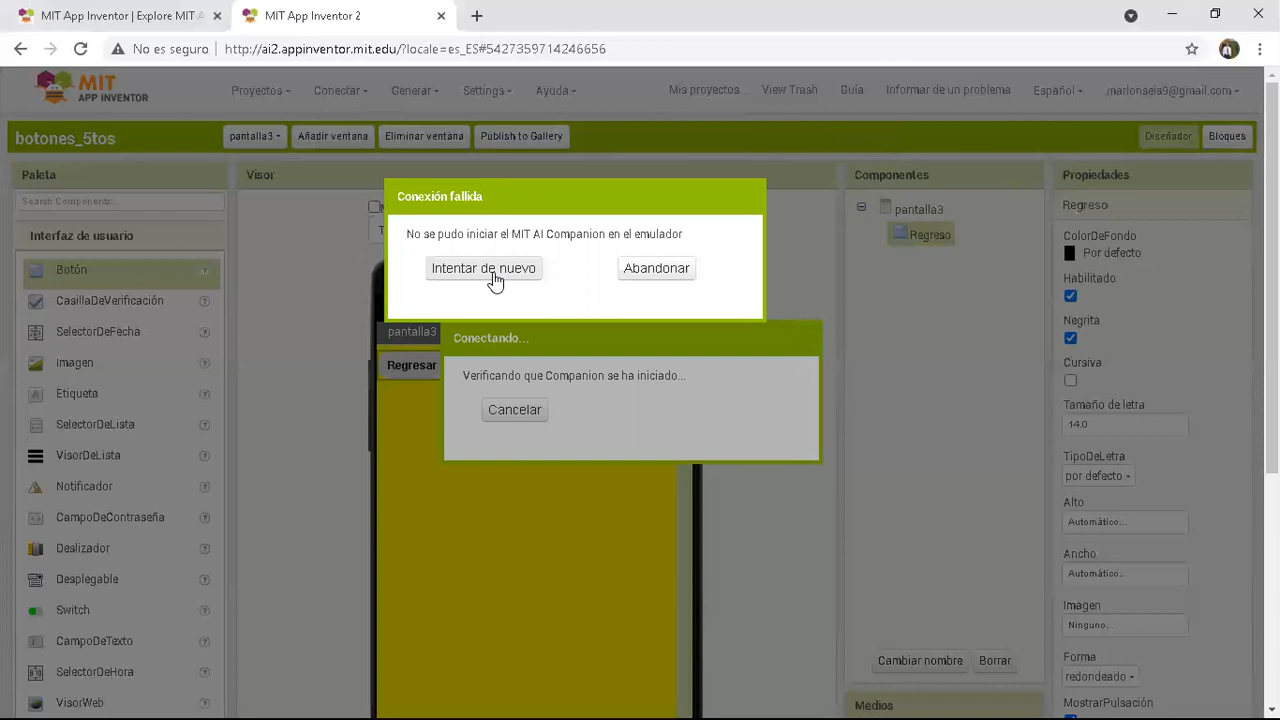 MIT App Inventor | Explore MIT A
MIT App Inventor 2
No es seguro
http://ai2.appinventor.mit.edu/?locale=es_ES#5427359714246656
MIT
APP INVENTOR
Proyectos
Conectar
Generar
Settings
Ayuda
Mis proyectos
View Trash
Guía
Informar de un problema
Español
marlonseis9@gmail.com
botones_5tos
pantalla3
Añadir ventana
Eliminar ventana
Publish to Gallery
Diseñador
Bloques
Paleta
Search Components...
Interfaz de usuario
Botón
CasillaDeVerificación
SelectorDeFecha
Imagen
Etiqueta
SelectorDeLista
VisorDeLista
Notificador
CampoDeContraseña
Deslizador
Desplegable
Switch
CampoDeTexto
SelectorDeHora
VisorWeb
Visor
Conexión fallida
No se pudo iniciar el MIT AI Companion en el emulador
Intentar de nuevo
Abandonar
pantalla3
Regresar
Conectando...
Verificando que Companion se ha iniciado...
Cancelar
Componentes
pantalla3
Regreso
Cambiar nombre
Borrar
Medios
Propiedades
Regreso
ColorDeFondo
Por defecto
Habilitado
Negrita
Cursiva
Tamaño de letra
14.0
TipoDeLetra
por defecto
Alto
Automático...
Ancho
Automático...
Imagen
Ninguno...
Forma
redondeado
MostrarPulsación